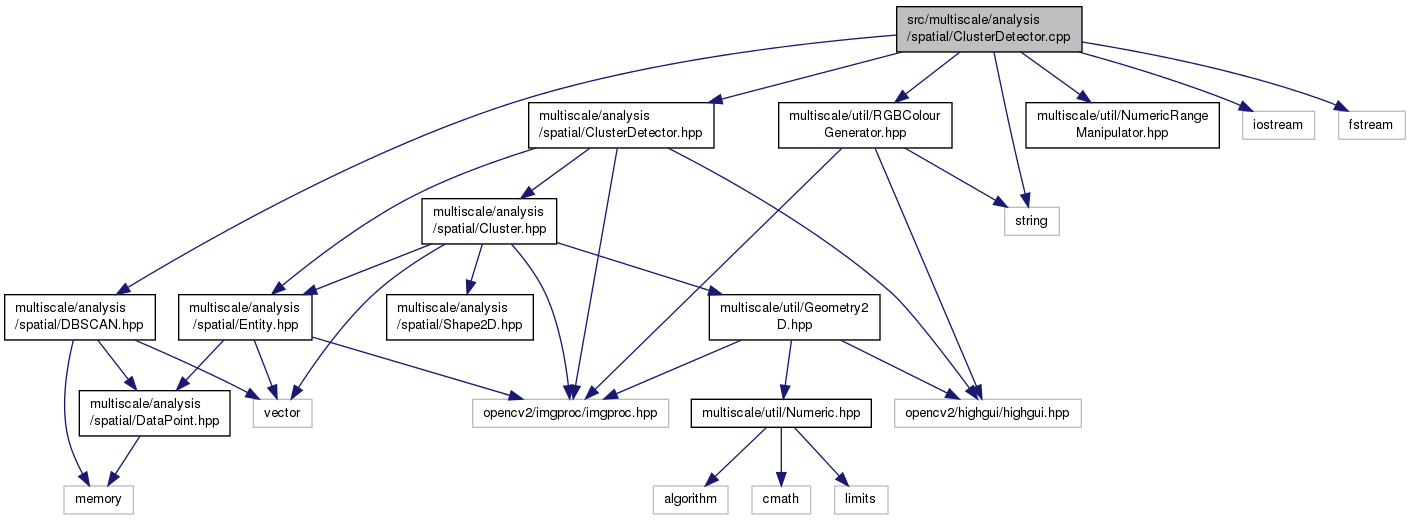 src/multiscale/analysis
/spatial/ClusterDetector.cpp
multiscale/analysis
/spatial/ClusterDetector.hpp
multiscale/util/RGBColour
Generator.hpp
multiscale/util/NumericRange
Manipulator.hpp
iostream
fstream
multiscale/analysis
/spatial/Cluster.hpp
string
multiscale/analysis
/spatial/DBSCAN.hpp
multiscale/analysis
/spatial/Entity.hpp
multiscale/analysis
/spatial/Shape2D.hpp
multiscale/util/Geometry2
D.hpp
multiscale/analysis
/spatial/DataPoint.hpp
vector
opencv2/imgproc/imgproc.hpp
multiscale/util/Numeric.hpp
opencv2/highgui/highgui.hpp
memory
algorithm
cmath
limits